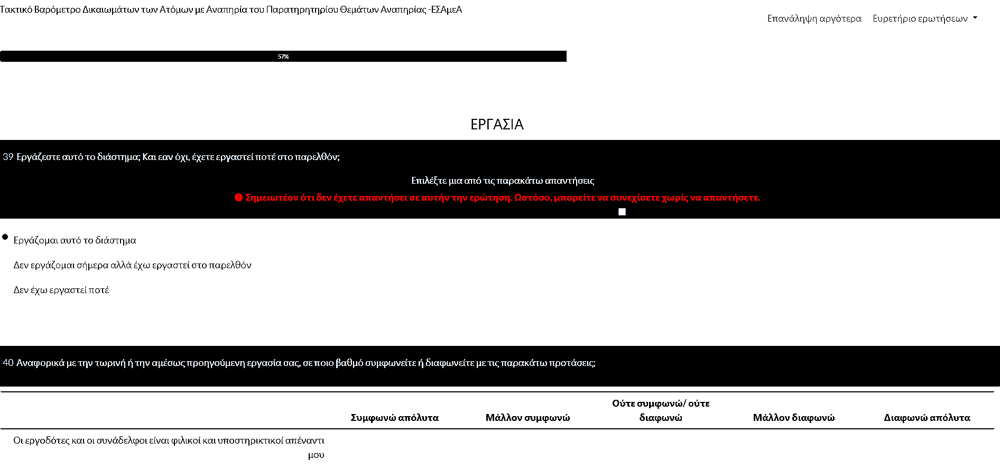 Τακτικό Βαρόμετρο Δικαιωμάτων των Ατόμων με Αναπηρία του Παρατηρητηρίου Θεμάτων Αναπηρίας -ΕΣΑμεΑ
Επανάληψη αργότερα Ευρετήριο ερωτήσεων
57%
ΕΡΓΑΣΙΑ
39 Εργάζεστε αυτό το διάστημα; Και εαν όχι, έχετε εργαστεί ποτέ στο παρελθόν;
Επιλέξτε μια από τις παρακάτω απαντήσεις
Σημειωτέον ότι δεν έχετε απαντήσει σε αυτήν την ερώτηση. Ωστόσο, μπορείτε να συνεχίσετε χωρίς να απαντήσετε.
Εργάζομαι αυτό το διάστημα
Δεν εργάζομαι σήμερα αλλά έχω εργαστεί στο παρελθόν
Δεν έχω εργαστεί ποτέ
40 Αναφορικά με την τωρινή ή την αμέσως προηγούμενη εργασία σας, σε ποιο βαθμό συμφωνείτε ή διαφωνείτε με τις παρακάτω προτάσεις;
Συμφωνώ απόλυτα
Μάλλον συμφωνώ
Ούτε συμφωνώ/ ούτε
διαφωνώ
Μάλλον διαφωνώ
Διαφωνώ απόλυτα
Οι εργοδότες και οι συνάδελφοι είναι φιλικοί και υποστηρικτικοί απέναντι
μου